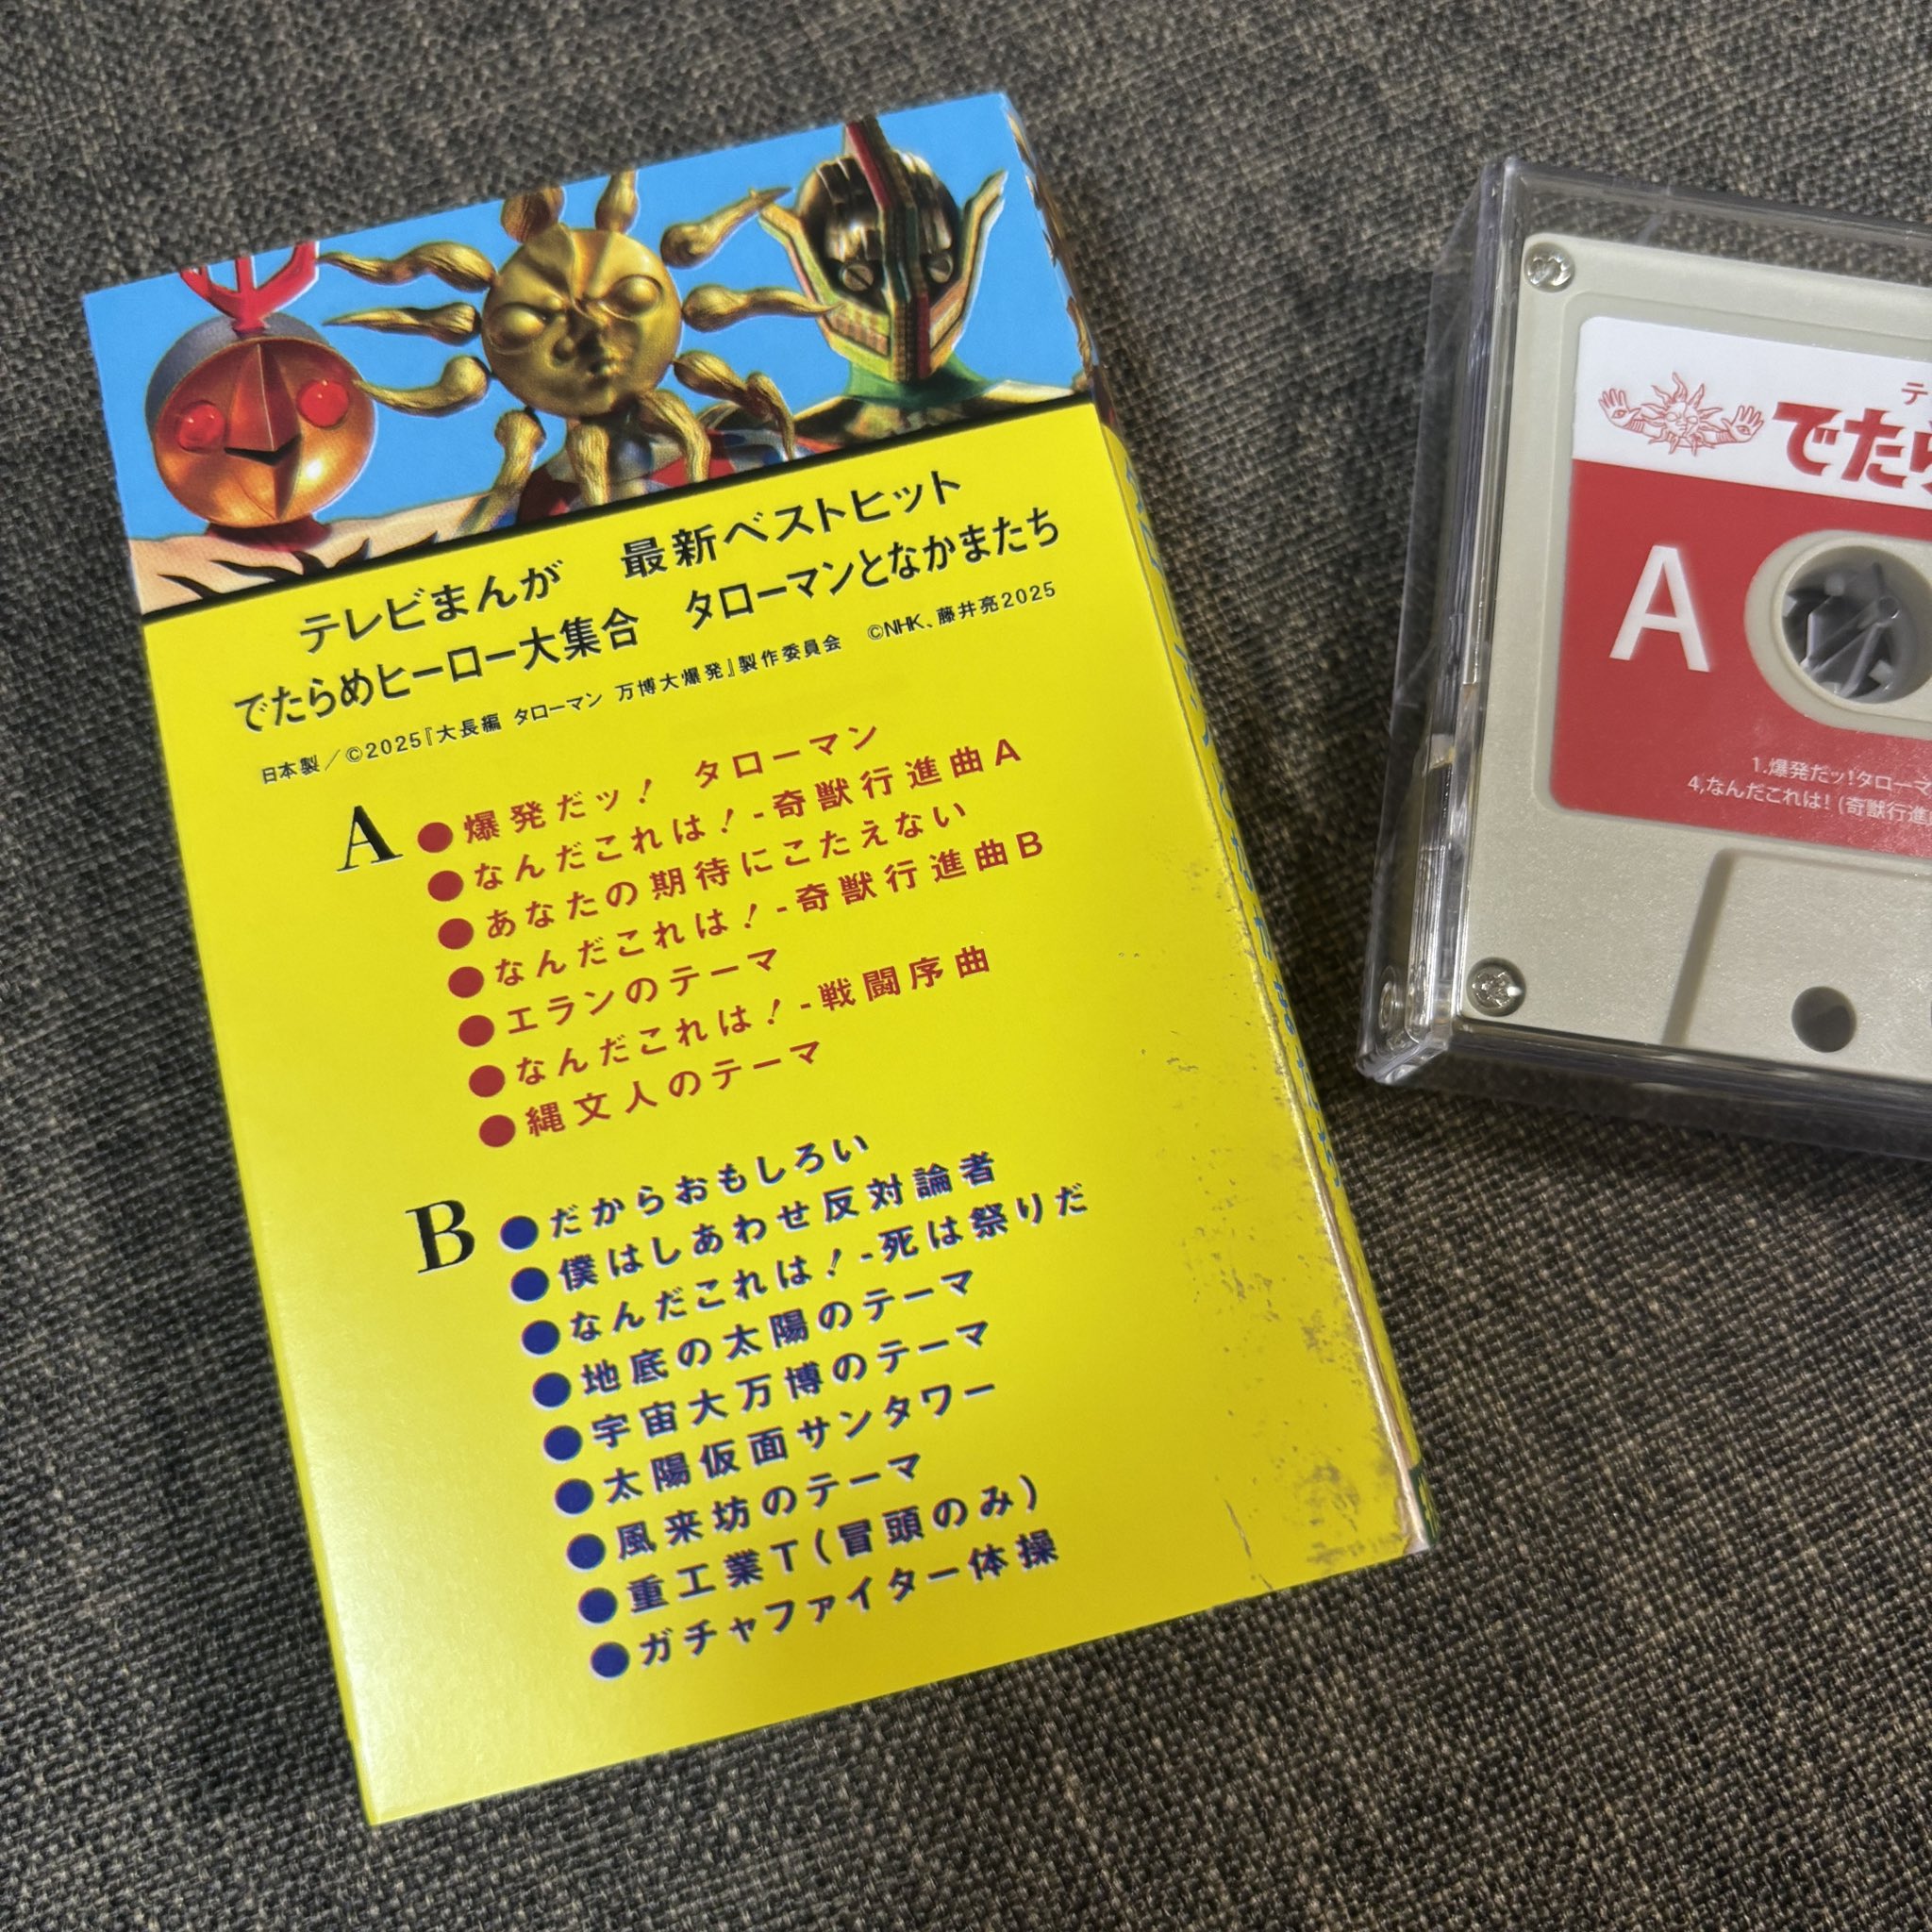 テレビまんが　最新ベストヒット
でたらめヒーロー大集合　タローマンとなかまたち
日本製／©2025『大長編 タローマン 万博大爆発』製作委員会　©NHK、藤井亮2025
A
●爆発だッ！ タローマン
●なんだこれは！-奇獣行進曲A
●あなたの期待にこたえない
●なんだこれは！-奇獣行進曲B
●エランのテーマ
●なんだこれは！-戦闘序曲
●縄文人のテーマ
B
●だからおもしろい
●僕はしあわせ反対論者
●なんだこれは！-死は祭りだ
●地底の太陽のテーマ
●宇宙大万博のテーマ
●太陽仮面サンタワー
●風来坊のテーマ
●重工業T(冒頭のみ)
●ガチャファイター体操
テ
でたら
A
1.爆発だッ!タローマ
4,なんだこれは! (奇獣行進